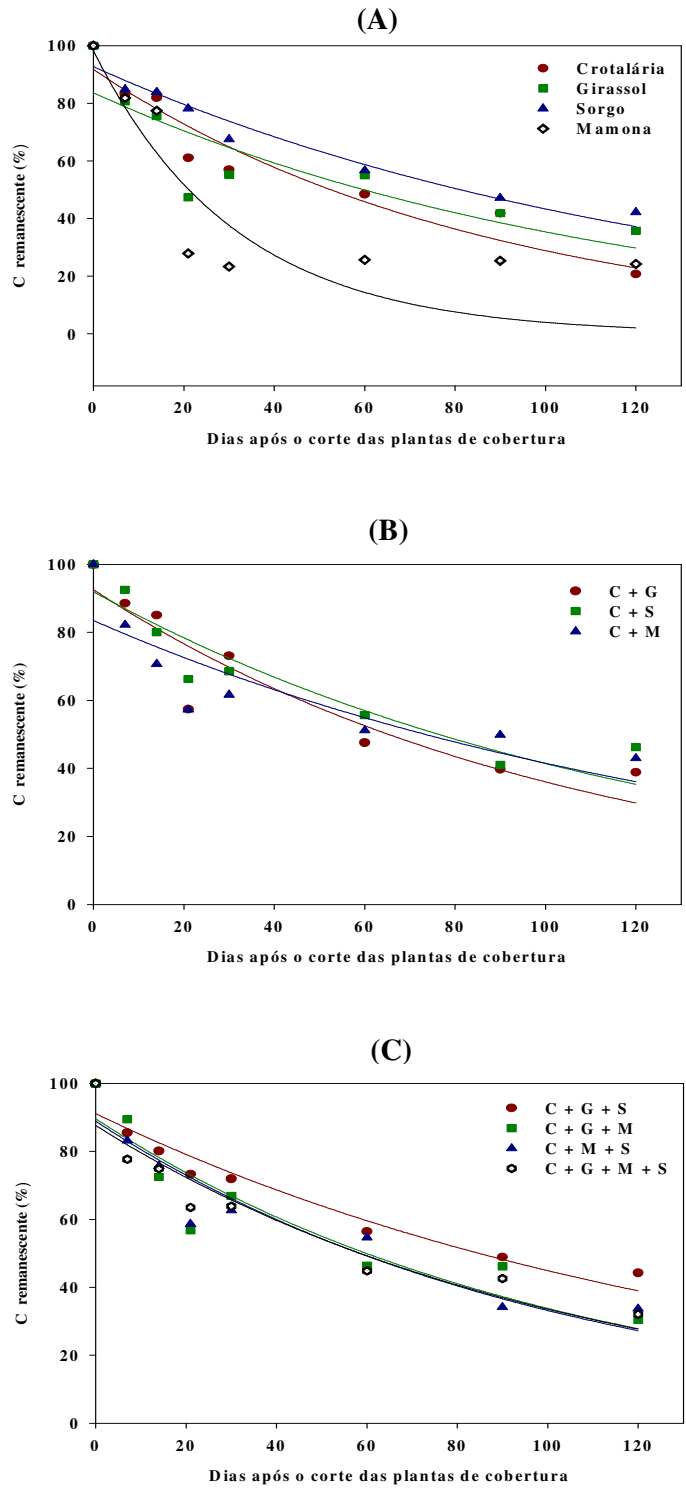 (A)
100
80
60
40
20
0
C remanescente (%)
Crotalária
Girassol
Sorgo
Mamona
0 20 40 60 80 100 120
Dias após o corte das plantas de cobertura
(B)
100
80
60
40
20
0
C remanescente (%)
C + G
C + S
C + M
0 20 40 60 80 100 120
Dias após o corte das plantas de cobertura
(C)
100
80
60
40
20
0
C remanescente (%)
C + G + S
C + G + M
C + M + S
C + G + M + S
0 20 40 60 80 100 120
Dias após o corte das plantas de cobertura